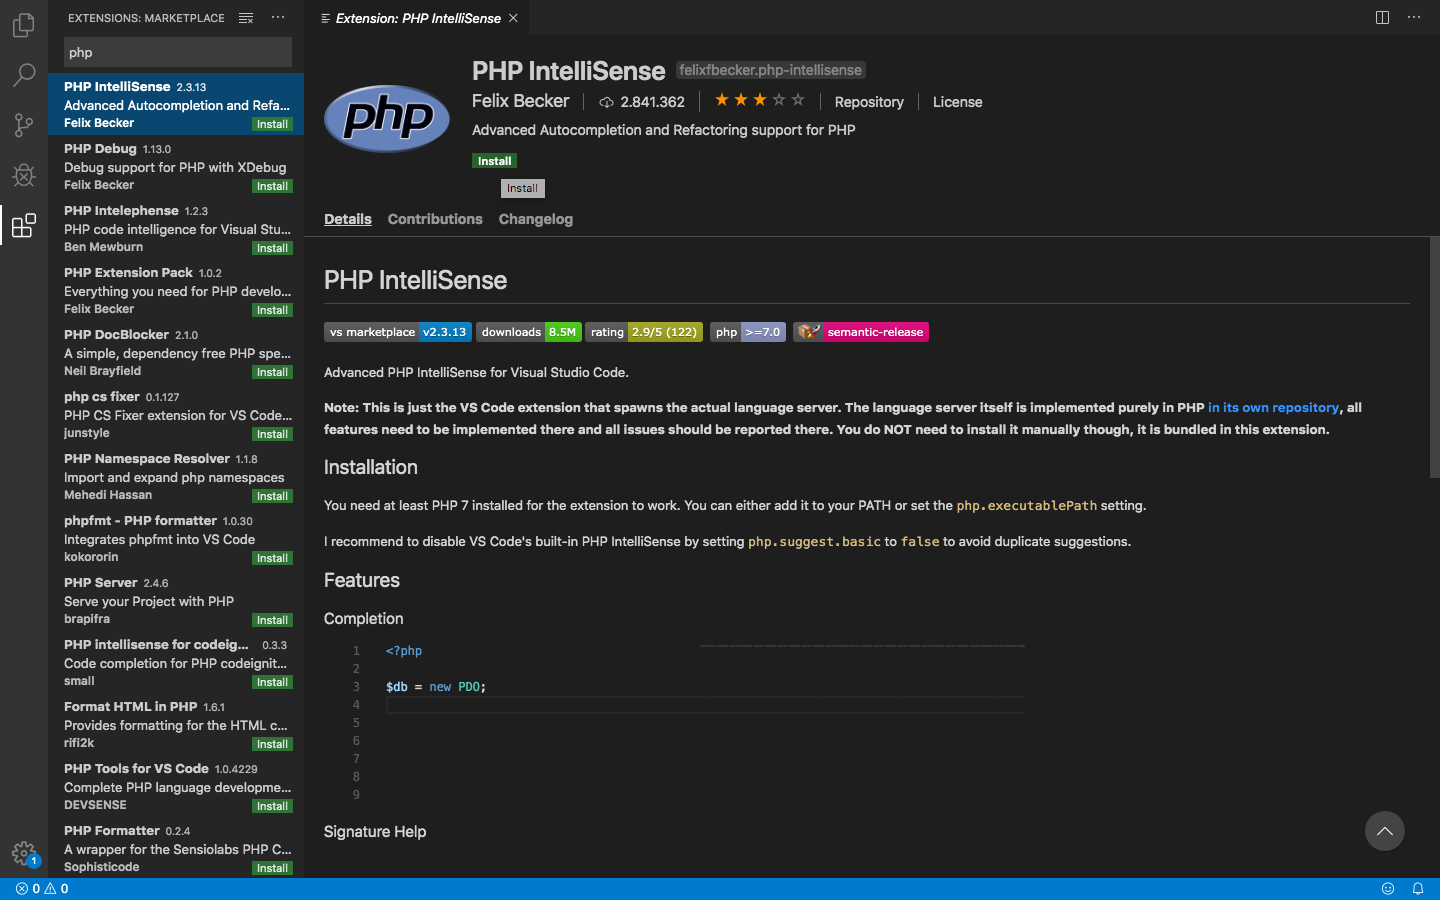 EXTENSIONS: MARKETPLACE
php
PHP IntelliSense 2.3.13
Advanced Autocompletion and Refa...
Felix Becker Install
PHP Debug 1.13.0
Debug support for PHP with XDebug
Felix Becker Install
PHP Intelephense 1.2.3
PHP code intelligence for Visual Stu...
Ben Mewburn Install
PHP Extension Pack 1.0.2
Everything you need for PHP develo...
Felix Becker Install
PHP DocBlocker 2.1.0
A simple, dependency free PHP spe...
Neil Brayfield Install
php cs fixer 0.1.127
PHP CS Fixer extension for VS Code...
junstyle Install
PHP Namespace Resolver 1.1.8
Import and expand php namespaces
Mehedi Hassan Install
phpfmt - PHP formatter 1.0.30
Integrates phpfmt into VS Code
kokororin Install
PHP Server 2.4.6
Serve your Project with PHP
brapifra Install
PHP intellisense for codeig... 0.3.3
Code completion for PHP codeignit...
small Install
Format HTML in PHP 1.6.1
Provides formatting for the HTML c...
rifi2k Install
PHP Tools for VS Code 1.0.4229
Complete PHP language developme...
DEVSENSE Install
PHP Formatter 0.2.4
A wrapper for the Sensiolabs PHP C...
Sophisticode Install
1
Extension: PHP IntelliSense
php
PHP IntelliSense felixfbecker.php-intellisense
Felix Becker 2.841.362 Repository License
Advanced Autocompletion and Refactoring support for PHP
Install
Install
Details Contributions Changelog
PHP IntelliSense
vs marketplace v2.3.13 downloads 8.5M rating 2.9/5 (122) php >=7.0 semantic-release
Advanced PHP IntelliSense for Visual Studio Code.
Note: This is just the VS Code extension that spawns the actual language server. The language server itself is implemented purely in PHP in its own repository, all
features need to be implemented there and all issues should be reported there. You do NOT need to install it manually though, it is bundled in this extension.
Installation
You need at least PHP 7 installed for the extension to work. You can either add it to your PATH or set the php.executablePath setting.
I recommend to disable VS Code's built-in PHP IntelliSense by setting php.suggest.basic to false to avoid duplicate suggestions.
Features
Completion
1 <?php
2
3 $db = new PDO;
4
5
6
7
8
9
Signature Help
0 0